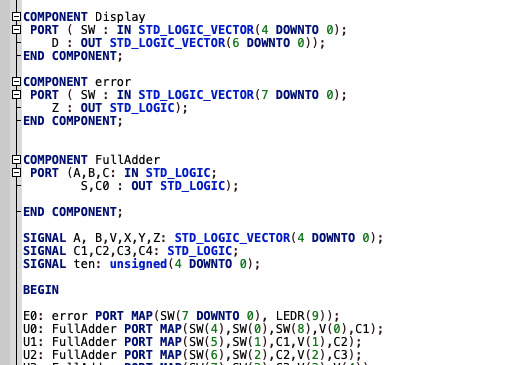 COMPONENT Display
PORT ( SW : IN STD_LOGIC_VECTOR(4 DOWNTO 0);
D : OUT STD_LOGIC_VECTOR(6 DOWNTO 0));
END COMPONENT;
COMPONENT error
PORT ( SW : IN STD_LOGIC_VECTOR(7 DOWNTO 0);
Z : OUT STD_LOGIC);
END COMPONENT;
COMPONENT FullAdder
PORT (A,B,C: IN STD_LOGIC;
S,C0 : OUT STD_LOGIC);
END COMPONENT;
SIGNAL A, B,V,X,Y,Z: STD_LOGIC_VECTOR(4 DOWNTO 0);
SIGNAL C1,C2,C3,C4: STD_LOGIC;
SIGNAL ten: unsigned(4 DOWNTO 0);
BEGIN
E0: error PORT MAP(SW(7 DOWNTO 0), LEDR(9));
U0: FullAdder PORT MAP(SW(4),SW(0),SW(8),V(0),C1);
U1: FullAdder PORT MAP(SW(5),SW(1),C1,V(1),C2);
U2: FullAdder PORT MAP(SW(6),SW(2),C2,V(2),C3);